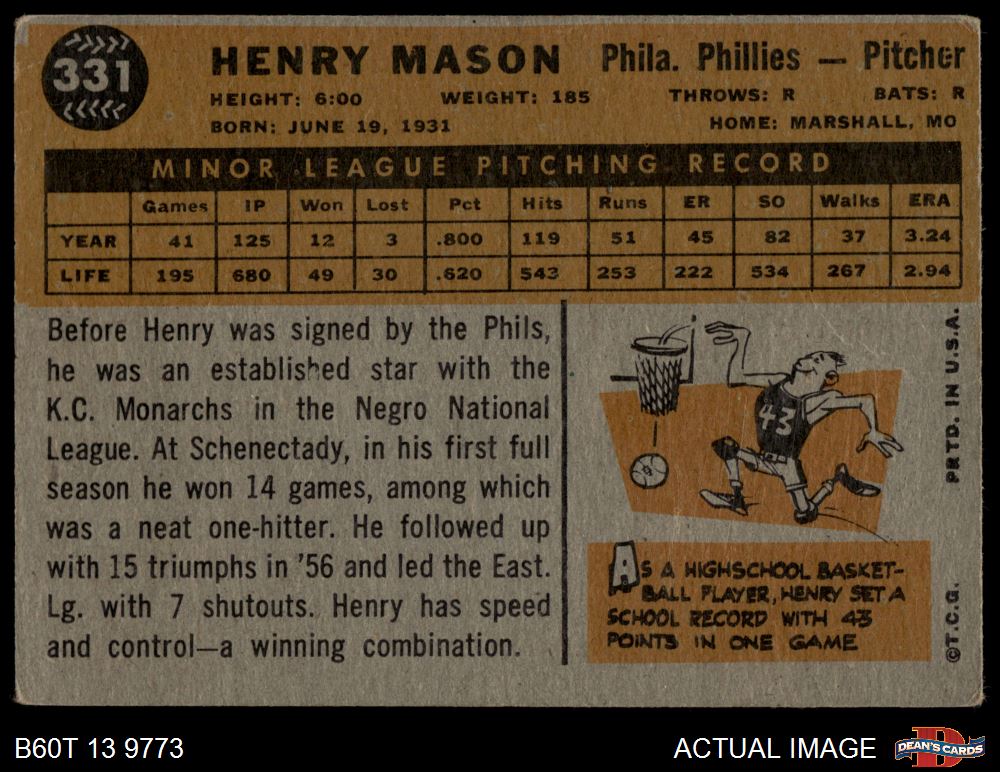 331
HENRY MASON Phila. Phillies — Pitcher
HEIGHT: 6:00 WEIGHT: 185 THROWS: R BATS: R
BORN: JUNE 19, 1931 HOME: MARSHALL, MO
MINOR LEAGUE PITCHING RECORD
Games IP Won Lost Pct Hits Runs ER SO Walks ERA
YEAR 41 125 12 3 .800 119 51 45 82 37 3.24
LIFE 195 680 49 30 .620 543 253 222 534 267 2.94
Before Henry was signed by the Phils,
he was an established star with the
K.C. Monarchs in the Negro National
League. At Schenectady, in his first full
season he won 14 games, among which
was a neat one-hitter. He followed up
with 15 triumphs in '56 and led the East.
Lg. with 7 shutouts. Henry has speed
and control—a winning combination.
43
AS A HIGHSCHOOL BASKET-
BALL PLAYER, HENRY SET A
SCHOOL RECORD WITH 43
POINTS IN ONE GAME
PRTD. IN U.S.A.
©T.C.G.
B60T 13 9773
ACTUAL IMAGE
D
DEAN'S CARDS